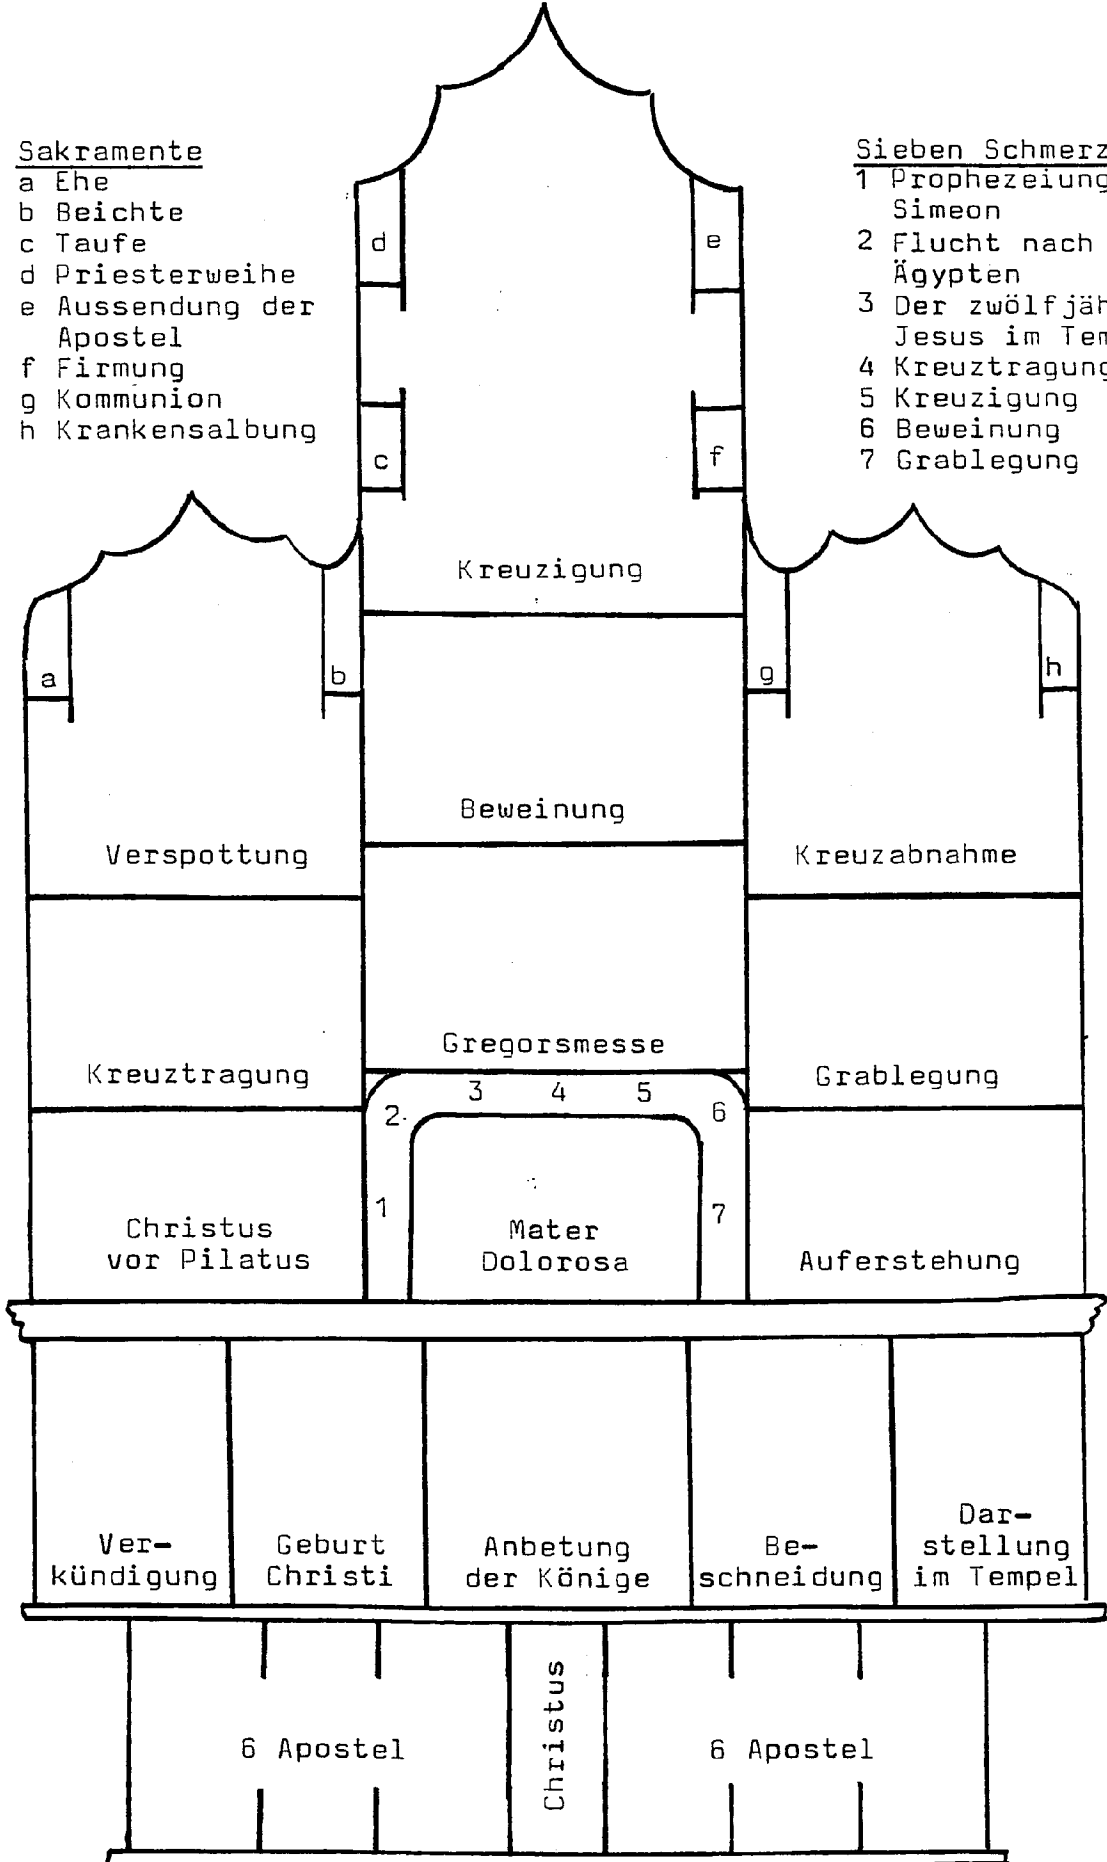 Sakramente
a Ehe
b Beichte
c Taufe
d Priesterweihe
e Aussendung der
Apostel
f Firmung
g Kommunion
h Krankensalbung
Sieben Schmerz
1 Prophezeiung
Simeon
2 Flucht nach
Ägypten
3 Der zwölfjäh
Jesus im Tem
4 Kreuztragung
5 Kreuzigung
6 Beweinung
7 Grablegung
d
e
c
f
Kreuzigung
a
b
g
h
Beweinung
Verspottung
Kreuzabnahme
Gregorsmesse
Kreuztragung
Grablegung
3 4 5
2
6
1
7
Christus
vor Pilatus
Mater
Dolorosa
Auferstehung
Ver-
kündigung
Geburt
Christi
Anbetung
der Könige
Be-
schneidung
Dar-
stellung
im Tempel
6 Apostel
Christus
6 Apostel